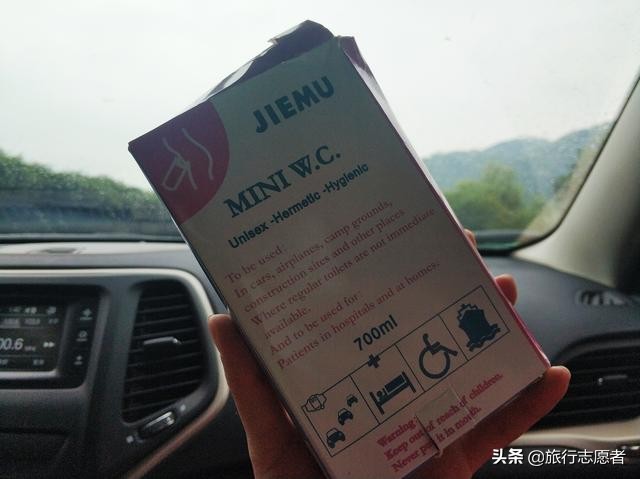 JIEMU
MINI W.C.
Unisex -Hermetic -Hygienic
To be used:
In cars, airplanes, camp grounds,
construction sites and other places
Where regular toilets are not immediate
available.
And to be used for
Patients in hospitals and at homes.
700ml
Warning
Keep out of reach of children.
Never put it in mouth.
00.6
头条 @旅行志愿者